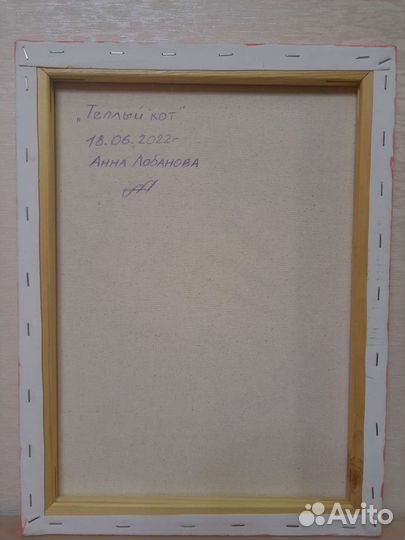 „Теплый кот"
18.06.2022г
Анна Лобанова
Avito